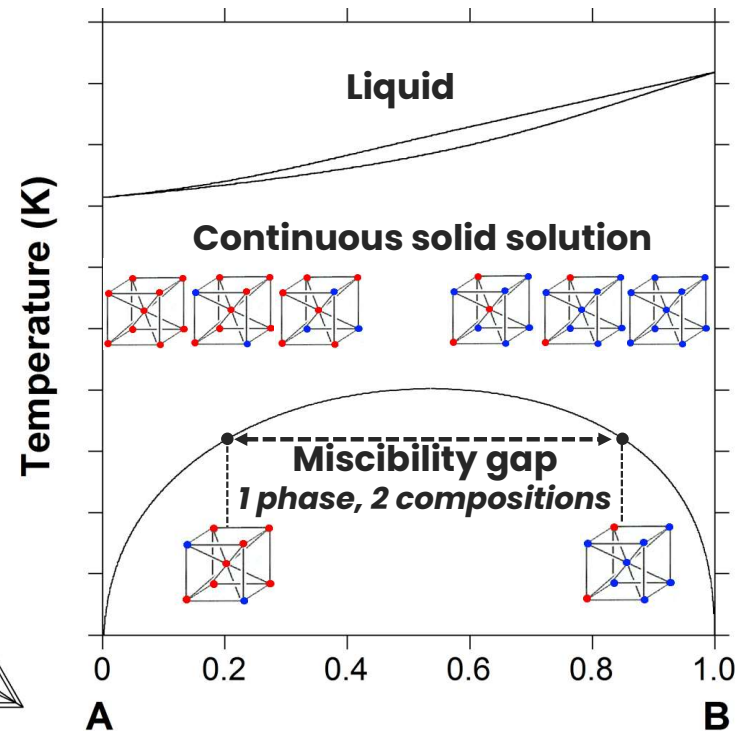 Liquid
Temperature (K)
Continuous solid solution
Miscibility gap
1 phase, 2 compositions
0 0.2 0.4 0.6 0.8 1.0
A B